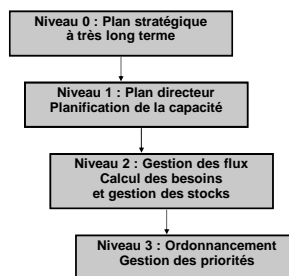 Niveau 0 : Plan stratégique
à très long terme
Niveau 1 : Plan directeur
Planification de la capacité
Niveau 2 : Gestion des flux
Calcul des besoins
et gestion des stocks
Niveau 3 : Ordonnancement
Gestion des priorités